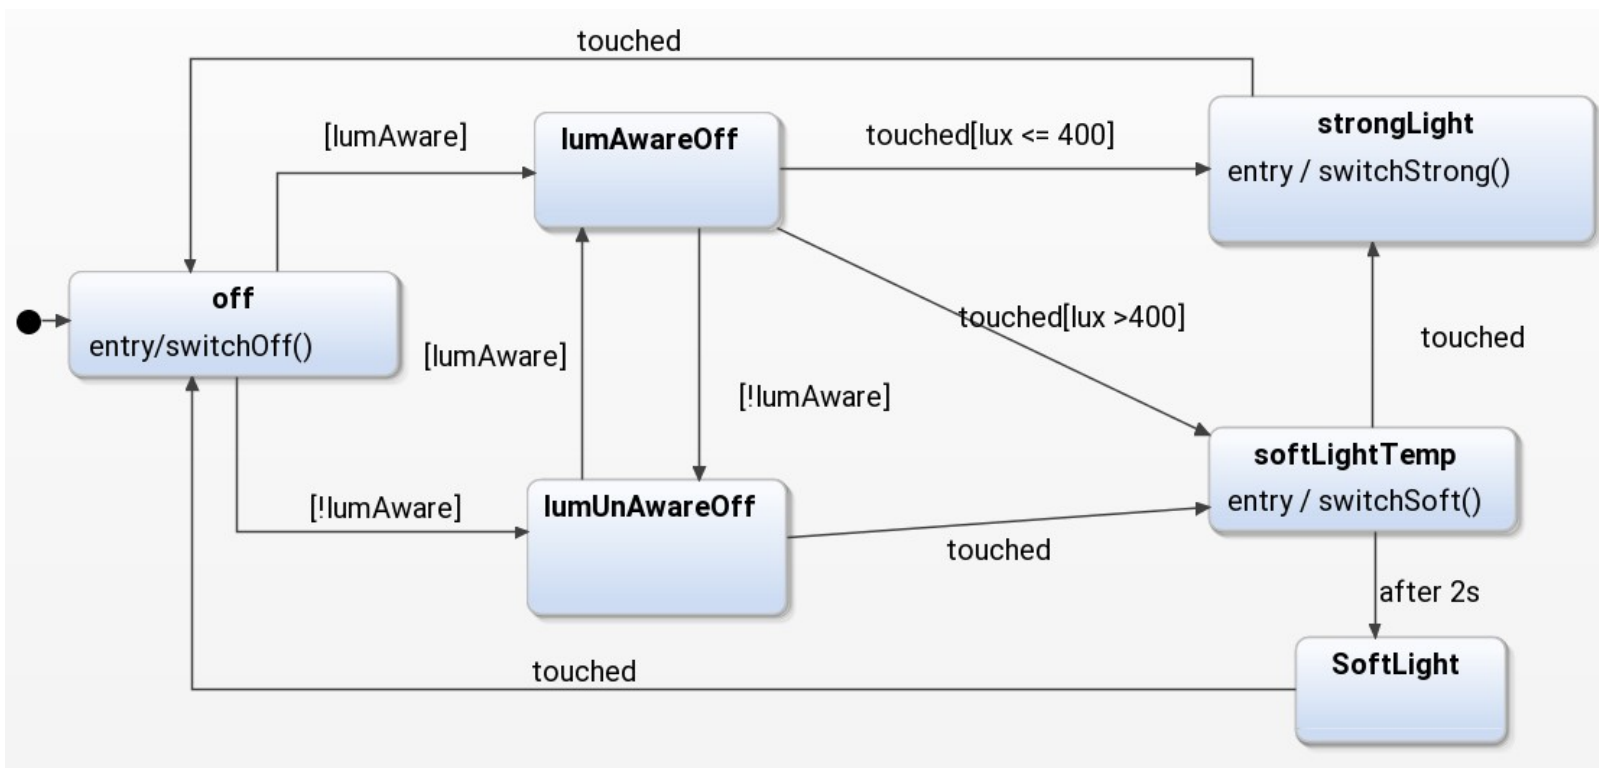 touched
[lumAware]
lumAwareOff
touched[lux <= 400]
strongLight
entry / switchStrong()
off
entry/switchOff()
touched[lux >400]
[lumAware]
touched
[!lumAware]
softLightTemp
entry / switchSoft()
[!lumAware]
lumUnAwareOff
touched
after 2s
touched
SoftLight